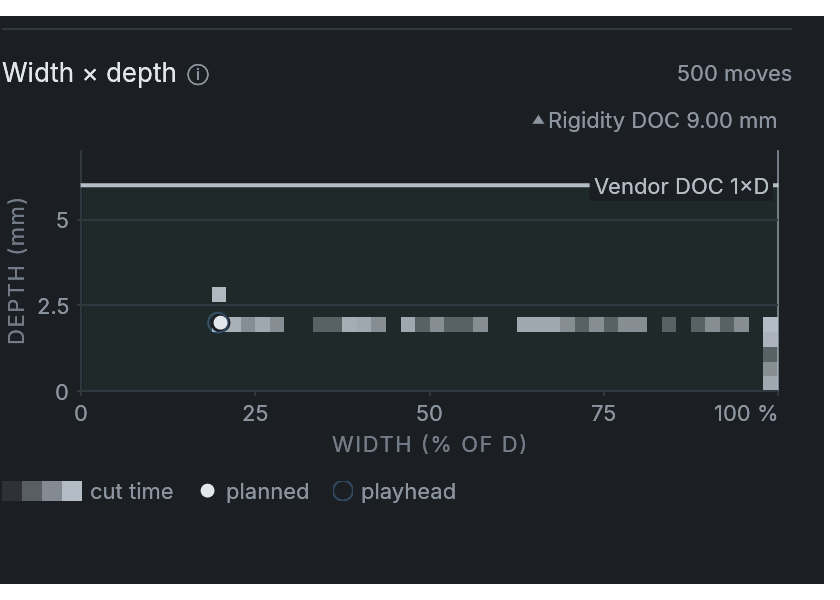 Width × depth ⓘ 500 moves
▲Rigidity DOC 9.00 mm
Vendor DOC 1×D
DEPTH (mm)
5
2.5
0
0 25 50 75 100 %
WIDTH (% OF D)
cut time planned playhead